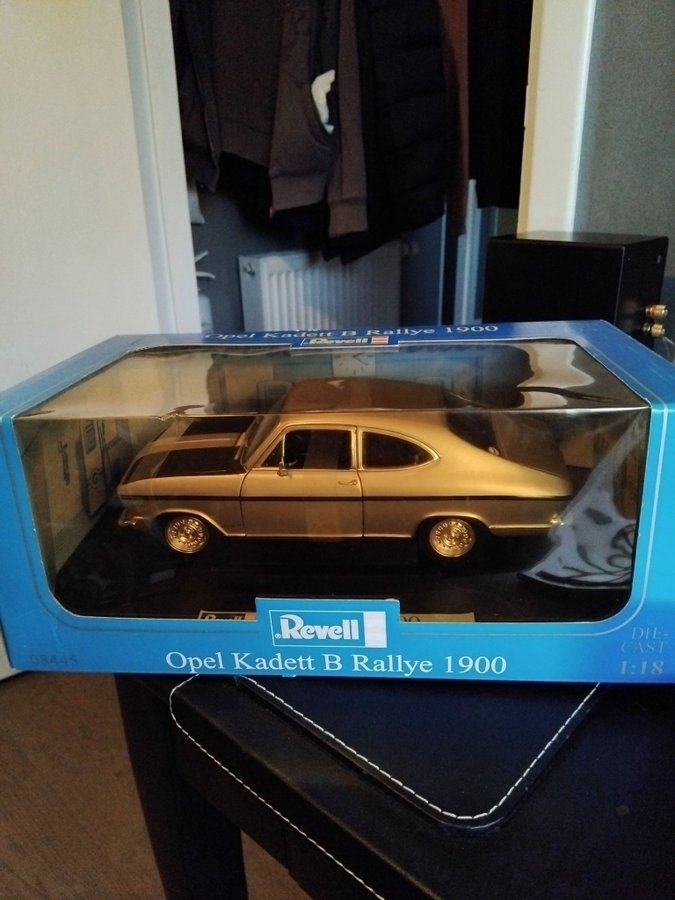 Opel Kadett B Rallye 1900
Revell
Revell
Opel Kadett B Rallye 1900
08445
DIE-
CAST
1:18